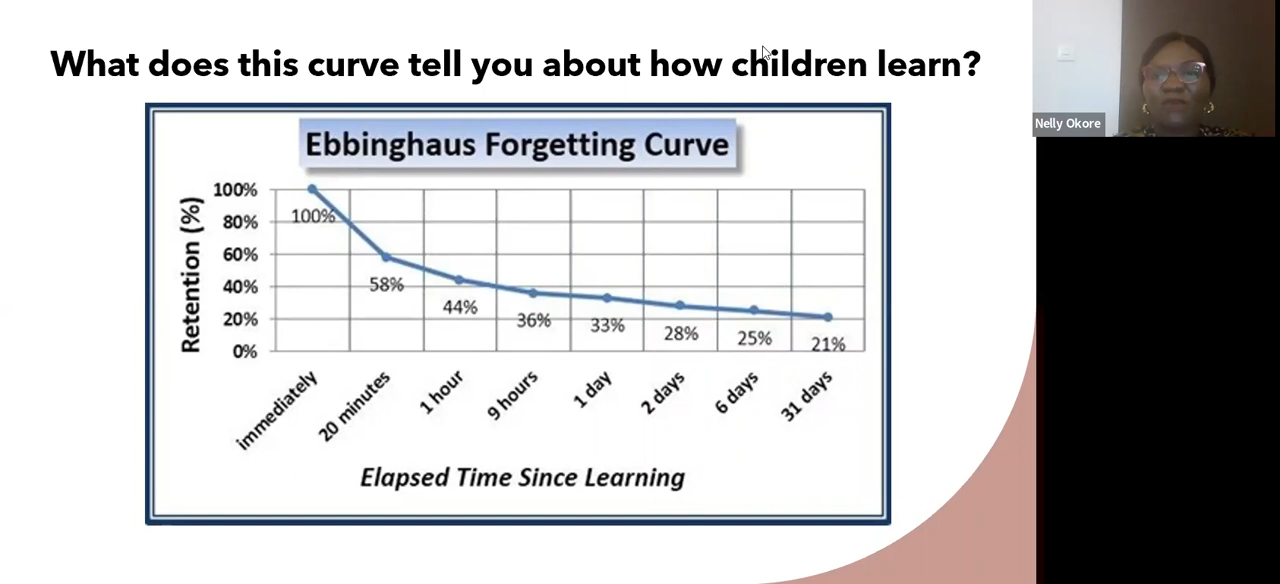 What does this curve tell you about how children learn?
Nelly Okore
Ebbinghaus Forgetting Curve
Retention (%)
100%
80%
60%
40%
20%
0%
100%
58%
44%
36%
33%
28%
25%
21%
immediately
20 minutes
1 hour
9 hours
1 day
2 days
6 days
31 days
Elapsed Time Since Learning